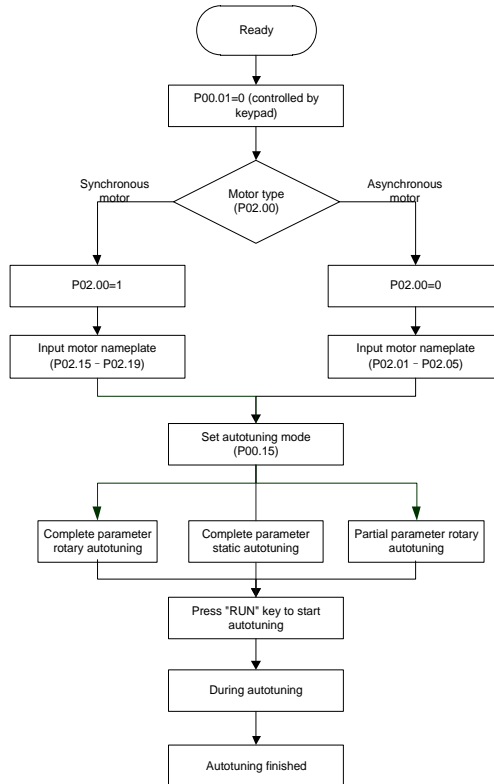 Ready
P00.01=0 (controlled by
keypad)
Synchronous
motor
Motor type
(P02.00)
Asynchronous
motor
P02.00=1
P02.00=0
Input motor nameplate
(P02.15－P02.19)
Input motor nameplate
(P02.01－P02.05)
Set autotuning mode
(P00.15)
Complete parameter
rotary autotuning
Complete parameter
static autotuning
Partial parameter rotary
autotuning
Press "RUN" key to start
autotuning
During autotuning
Autotuning finished